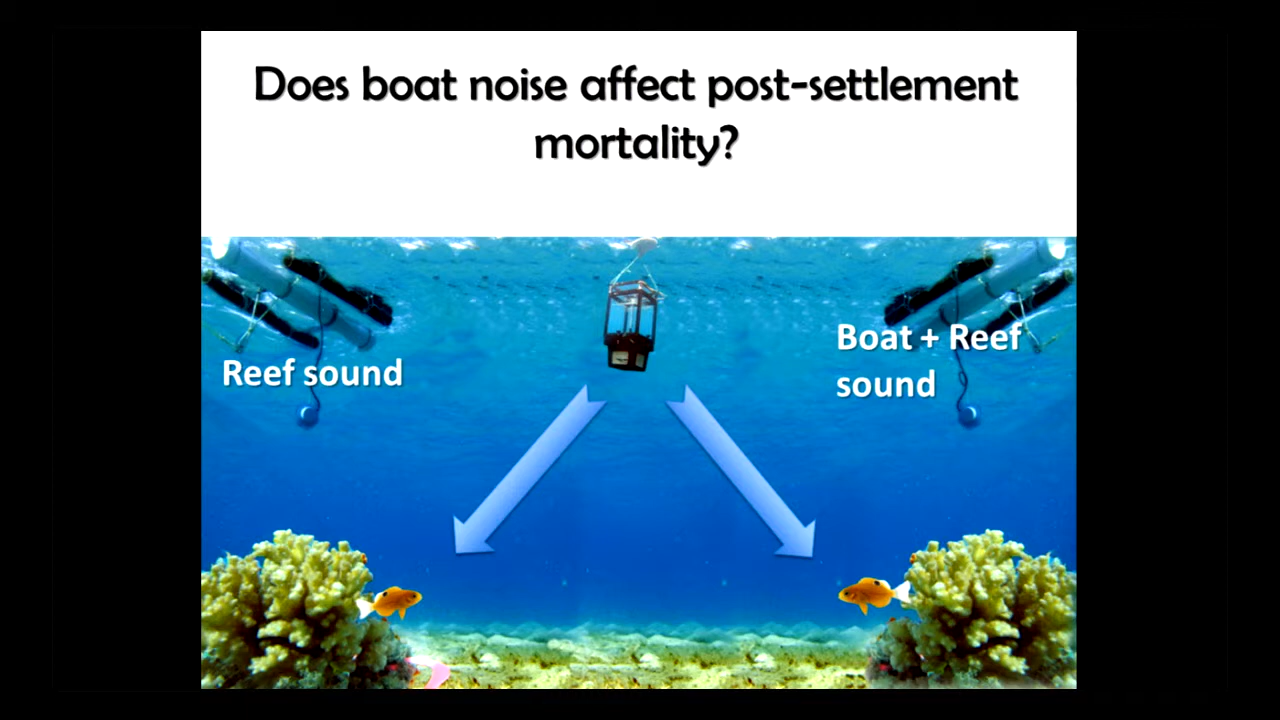 Does boat noise affect post-settlement
mortality?
Reef sound
Boat + Reef
sound